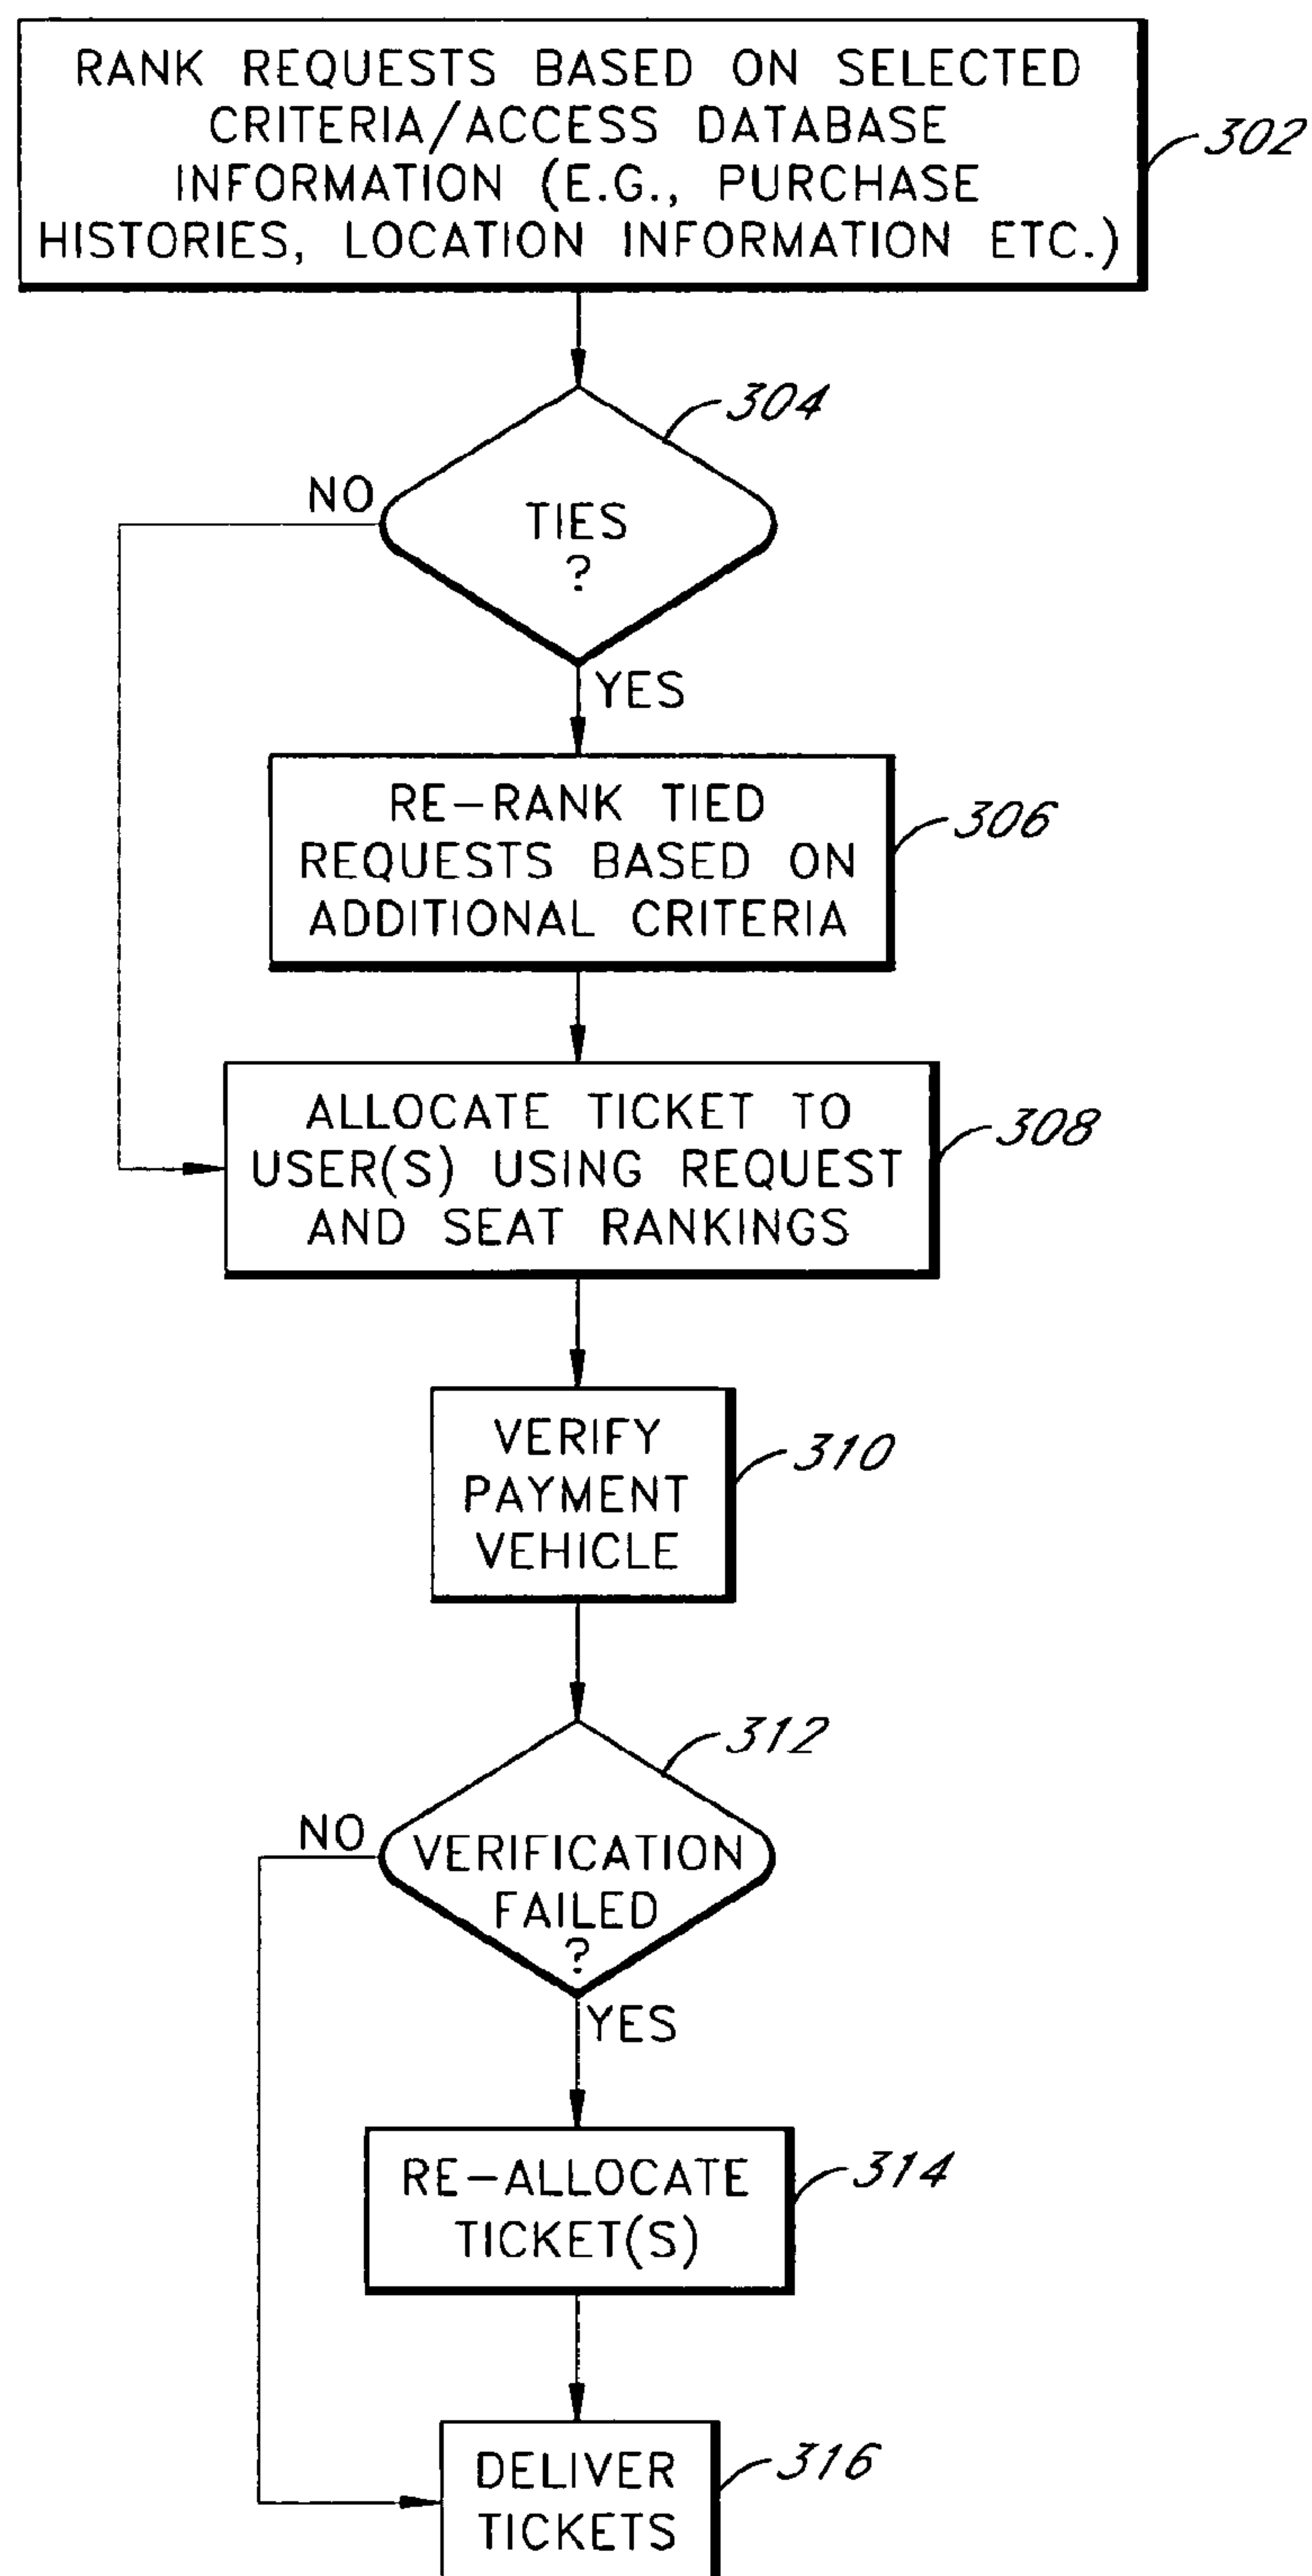 RANK REQUESTS BASED ON SELECTED
CRITERIA/ACCESS DATABASE
INFORMATION (E.G., PURCHASE
HISTORIES, LOCATION INFORMATION ETC.)
302
304
NO
TIES
?
YES
RE-RANK TIED
REQUESTS BASED ON
ADDITIONAL CRITERIA
306
ALLOCATE TICKET TO
USER(S) USING REQUEST
AND SEAT RANKINGS
308
VERIFY
PAYMENT
VEHICLE
310
312
NO
VERIFICATION
FAILED
?
YES
RE-ALLOCATE
TICKET(S)
314
DELIVER
TICKETS
316